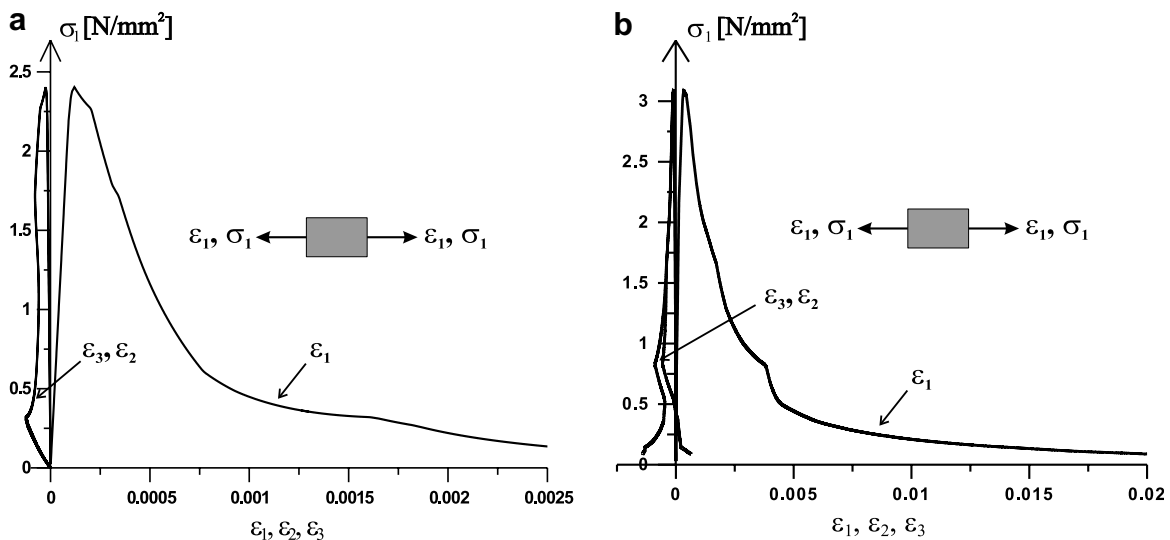 a
σ₁ [N/mm²]
2.5
2
1.5
1
0.5
0
ε₁, σ₁
ε₁, σ₁
ε₃, ε₂
ε₁
0
0.0005
0.001
0.0015
0.002
0.0025
ε₁, ε₂, ε₃
b
σ₁ [N/mm²]
3
2.5
2
1.5
1
0.5
0
ε₁, σ₁
ε₁, σ₁
ε₃, ε₂
ε₁
0
0.005
0.01
0.015
0.02
ε₁, ε₂, ε₃